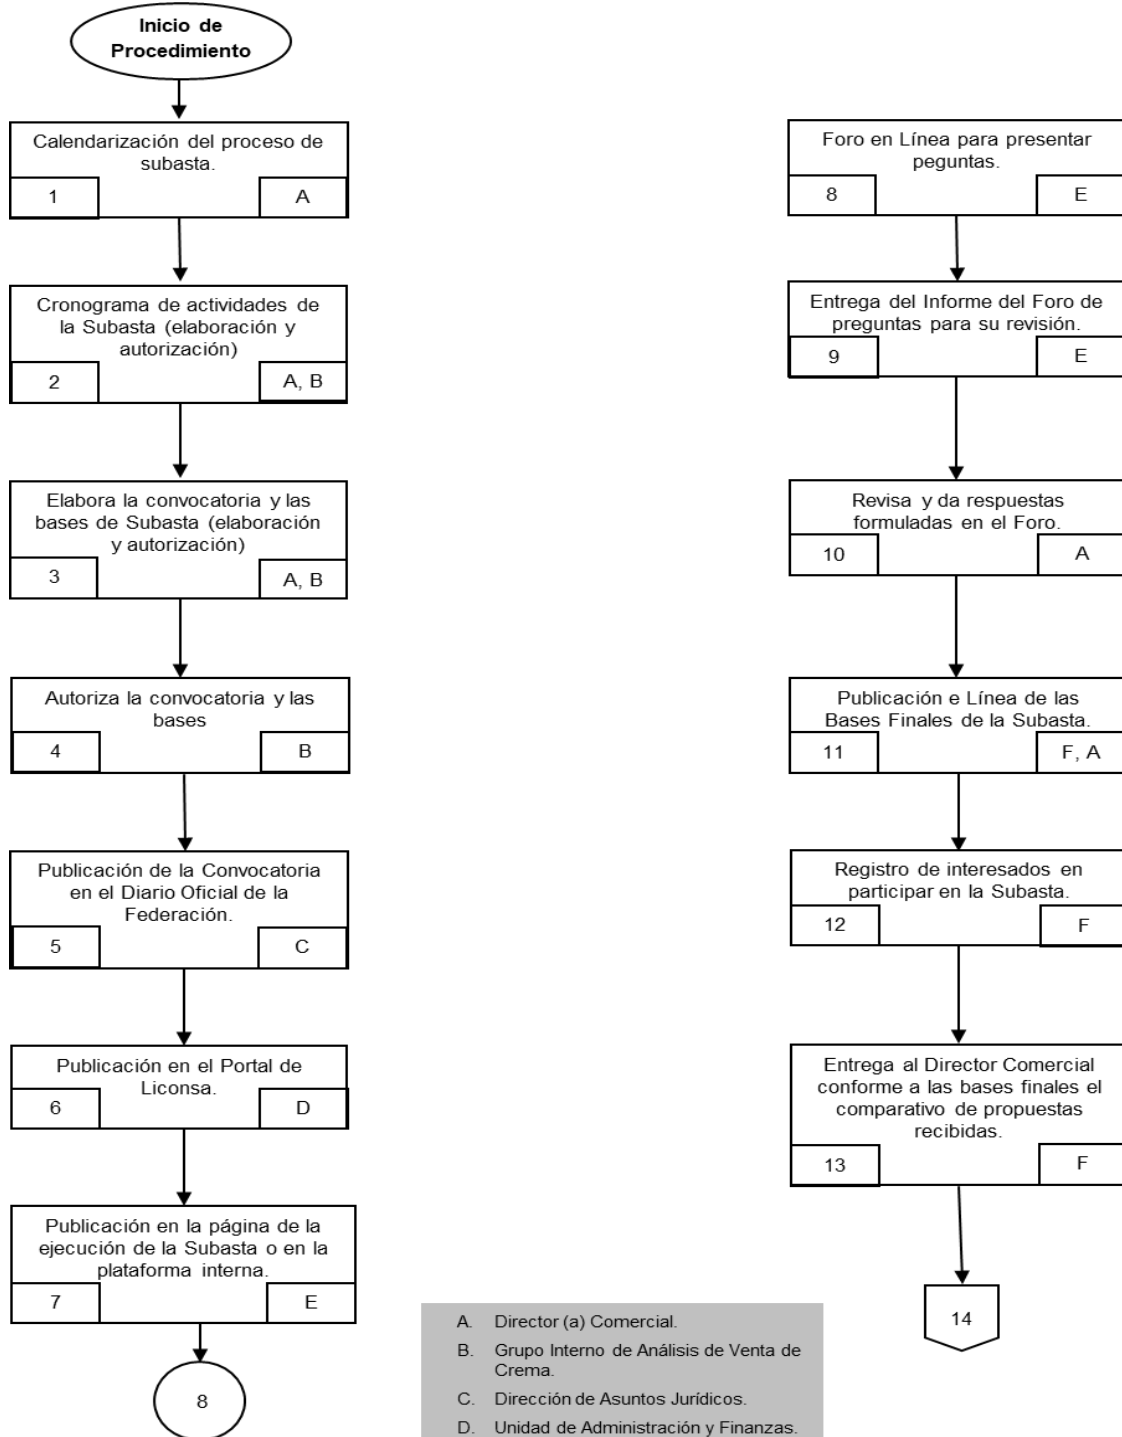 Inicio de
Procedimiento
Calendarización del proceso de
subasta.
1
A
Cronograma de actividades de
la Subasta (elaboración y
autorización)
2
A, B
Elabora la convocatoria y las
bases de Subasta (elaboración
y autorización)
3
A, B
Autoriza la convocatoria y las
bases
4
B
Publicación de la Convocatoria
en el Diario Oficial de la
Federación.
5
C
Publicación en el Portal de
Liconsa.
6
D
Publicación en la página de la
ejecución de la Subasta o en la
plataforma interna.
7
E
8
Foro en Línea para presentar
peguntas.
8
E
Entrega del Informe del Foro de
preguntas para su revisión.
9
E
Revisa y da respuestas
formuladas en el Foro.
10
A
Publicación e Línea de las
Bases Finales de la Subasta.
11
F, A
Registro de interesados en
participar en la Subasta.
12
F
Entrega al Director Comercial
conforme a las bases finales el
comparativo de propuestas
recibidas.
13
F
14
A. Director (a) Comercial.
B. Grupo Interno de Análisis de Venta de
Crema.
C. Dirección de Asuntos Jurídicos.
D. Unidad de Administración y Finanzas.